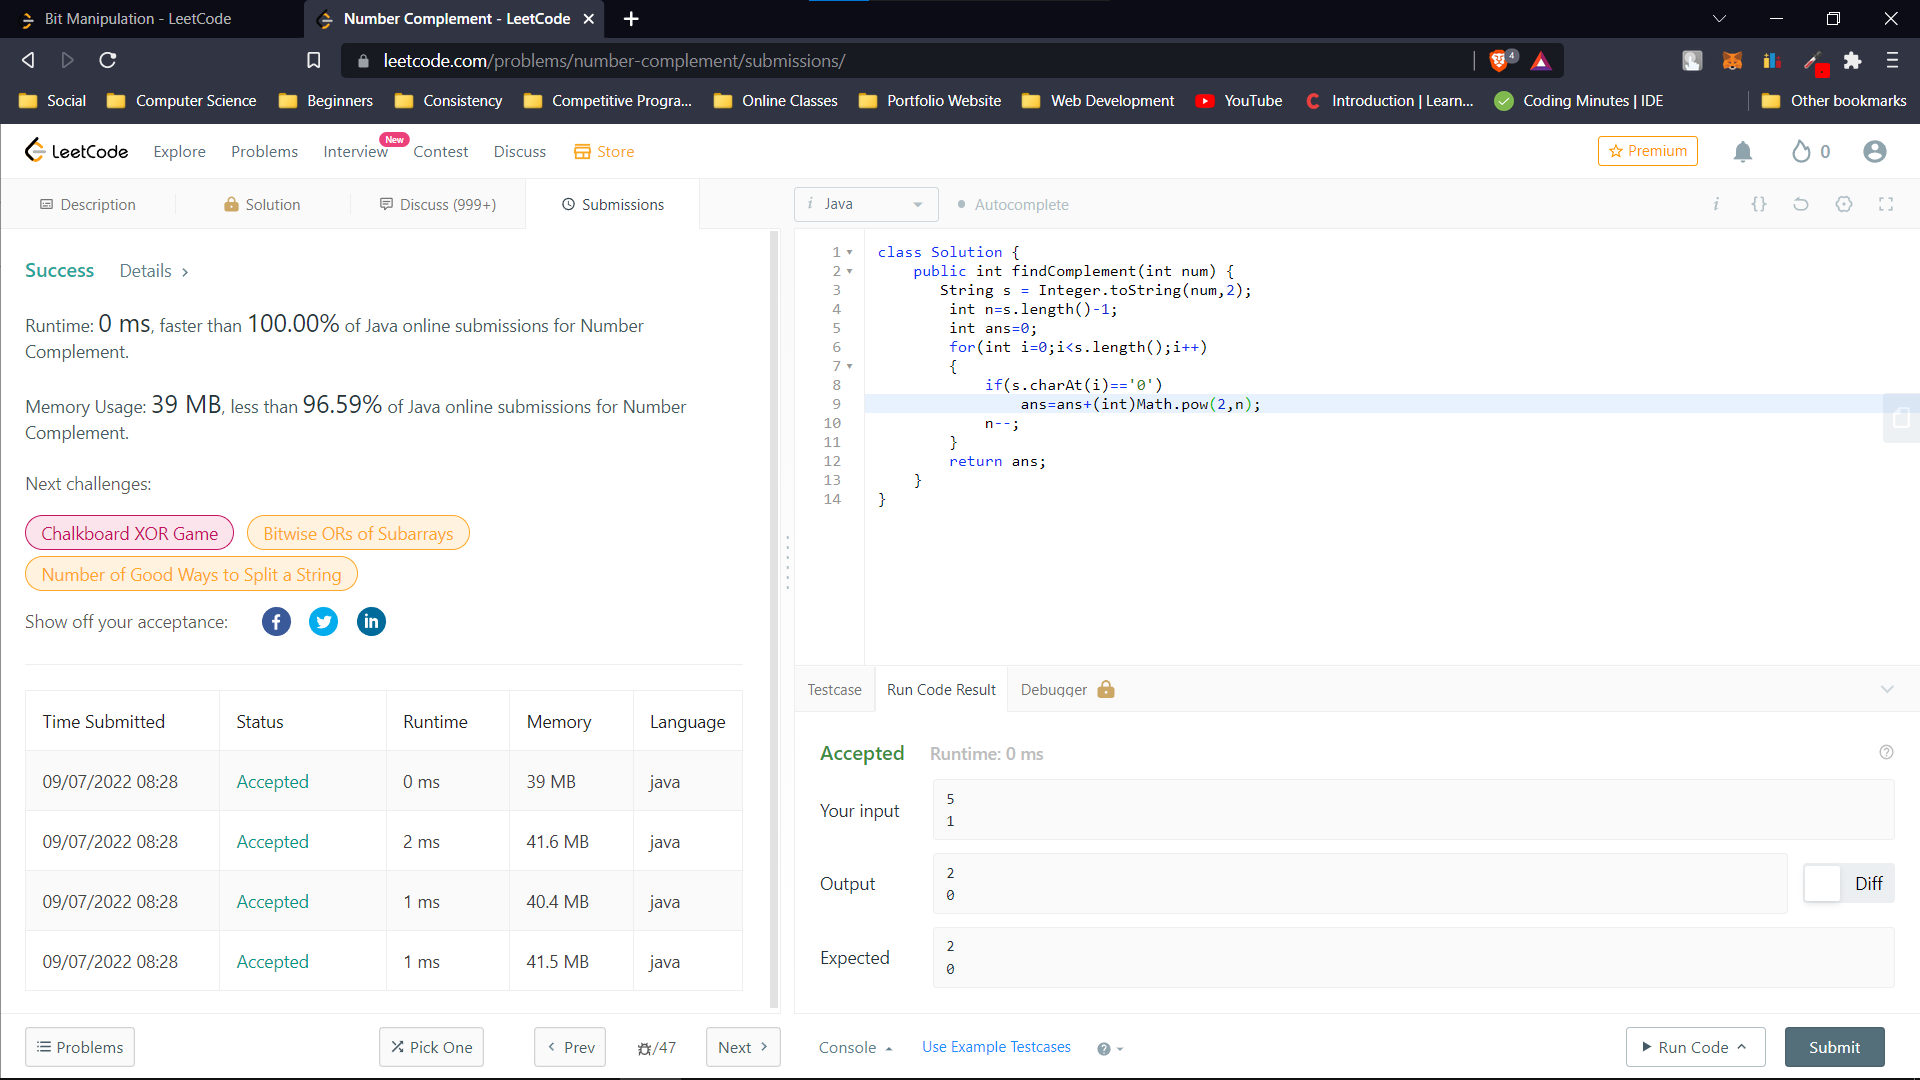 Bit Manipulation - LeetCode
Number Complement - LeetCode
leetcode.com/problems/number-complement/submissions/
4
Social
Computer Science
Beginners
Consistency
Competitive Progra...
Online Classes
Portfolio Website
Web Development
YouTube
Introduction | Learn...
Coding Minutes | IDE
Other bookmarks
LeetCode
Explore
Problems
Interview
New
Contest
Discuss
Store
Premium
0
Description
Solution
Discuss (999+)
Submissions
i Java
Autocomplete
i
{}
Success
Details >
Runtime: 0 ms, faster than 100.00% of Java online submissions for Number
Complement.
Memory Usage: 39 MB, less than 96.59% of Java online submissions for Number
Complement.
Next challenges:
Chalkboard XOR Game
Bitwise ORs of Subarrays
Number of Good Ways to Split a String
Show off your acceptance:
Time Submitted Status Runtime Memory Language
09/07/2022 08:28 Accepted 0 ms 39 MB java
09/07/2022 08:28 Accepted 2 ms 41.6 MB java
09/07/2022 08:28 Accepted 1 ms 40.4 MB java
09/07/2022 08:28 Accepted 1 ms 41.5 MB java
Problems
Pick One
Prev
/47
Next
1 class Solution {
2 public int findComplement(int num) {
3 String s = Integer.toString(num,2);
4 int n=s.length()-1;
5 int ans=0;
6 for(int i=0;i<s.length();i++)
7 {
8 if(s.charAt(i)=='0')
9 ans=ans+(int)Math.pow(2,n);
10 n--;
11 }
12 return ans;
13 }
14 }
Testcase
Run Code Result
Debugger
Accepted
Runtime: 0 ms
Your input
5
1
Output
2
0
Diff
Expected
2
0
Console
Use Example Testcases
Run Code
Submit